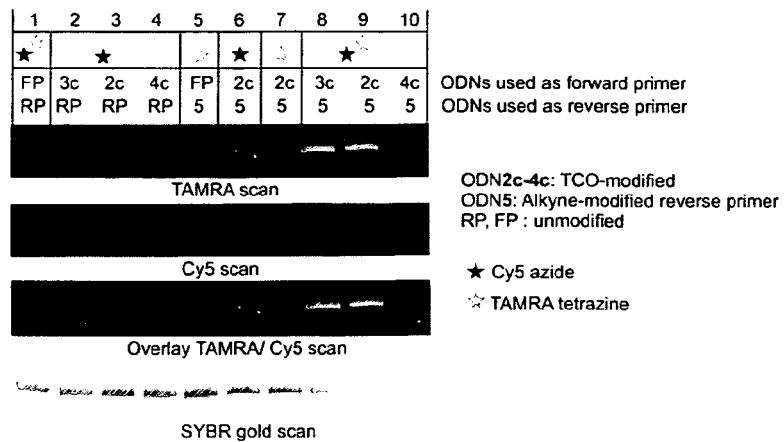 1 2 3 4 5 6 7 8 9 10
FP 3c 2c 4c FP 2c 2c 3c 2c 4c ODNs used as forward primer
RP RP RP RP 5 5 5 5 5 5 ODNs used as reverse primer
TAMRA scan
ODN2c-4c: TCO-modified
ODN5: Alkyne-modified reverse primer
RP, FP : unmodified
Cy5 scan
★ Cy5 azide
☆ TAMRA tetrazine
Overlay TAMRA/ Cy5 scan
SYBR gold scan